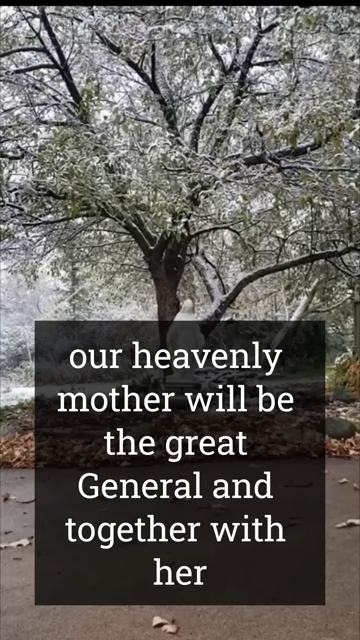 our heavenly
mother will be
the great
General and
together with
her